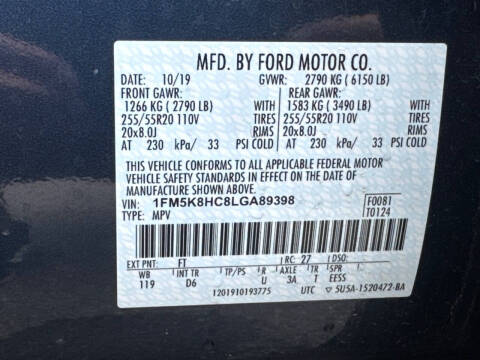 MFD. BY FORD MOTOR CO.
DATE: 10/19 GVWR: 2790 KG ( 6150 LB)
FRONT GAWR: REAR GAWR:
1266 KG ( 2790 LB) WITH 1583 KG ( 3490 LB) WITH
255/55R20 110V TIRES 255/55R20 110V TIRES
20x8.0J RIMS 20x8.0J RIMS
AT 230 kPa/ 33 PSI COLD AT 230 kPa/ 33 PSI COLD
THIS VEHICLE CONFORMS TO ALL APPLICABLE FEDERAL MOTOR
VEHICLE SAFETY STANDARDS IN EFFECT ON THE DATE OF
MANUFACTURE SHOWN ABOVE.
VIN: 1FM5K8HC8LGA89398 F0081
TYPE: MPV T0124
EXT PNT: FT RC: 27 DSO:
WB INT TR TP/PS R AXLE T SPR
119 D6 U 3A T EESS
1201910193775 UTC ▽ 5U5A-1520472-BA